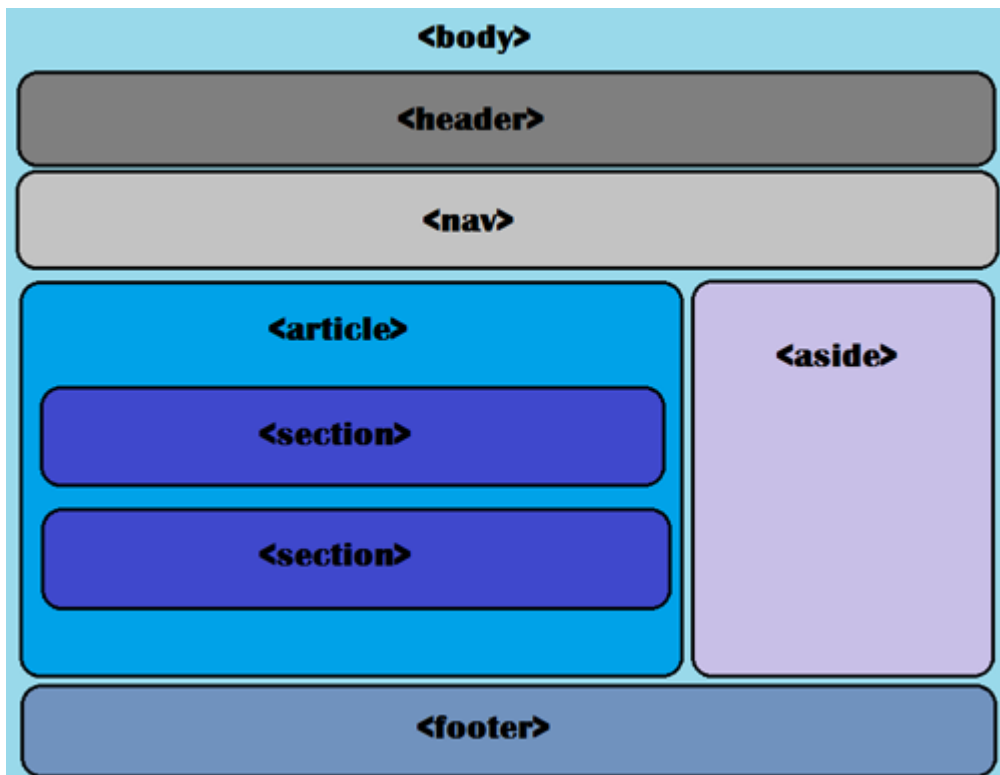 <body>
<header>
<nav>
<article>
<section>
<section>
<aside>
<footer>